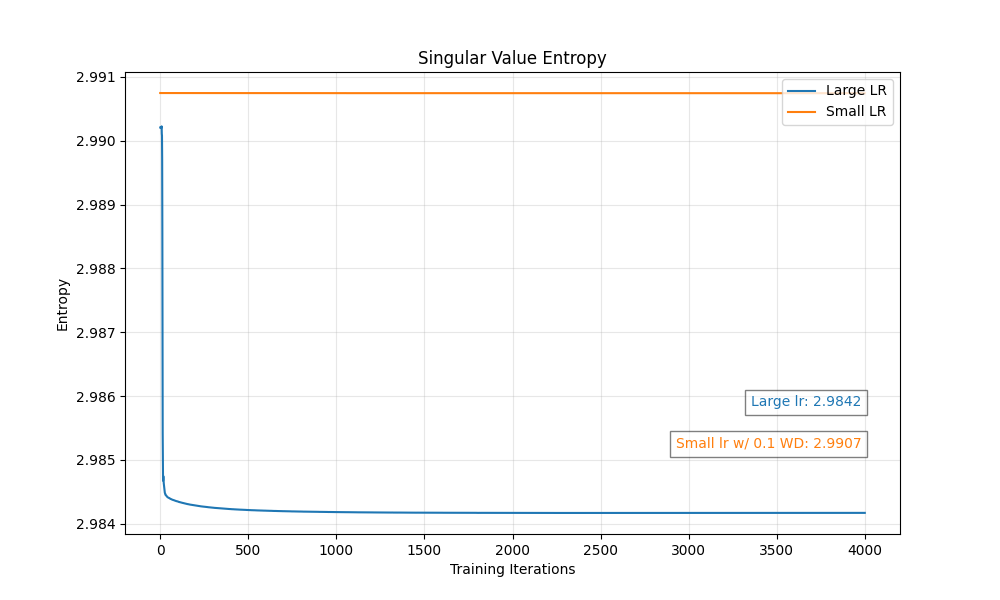 Singular Value Entropy
Large LR
Small LR
2.991
2.990
2.989
2.988
2.987
2.986
2.985
2.984
Entropy
Large lr: 2.9842
Small lr w/ 0.1 WD: 2.9907
0 500 1000 1500 2000 2500 3000 3500 4000
Training Iterations